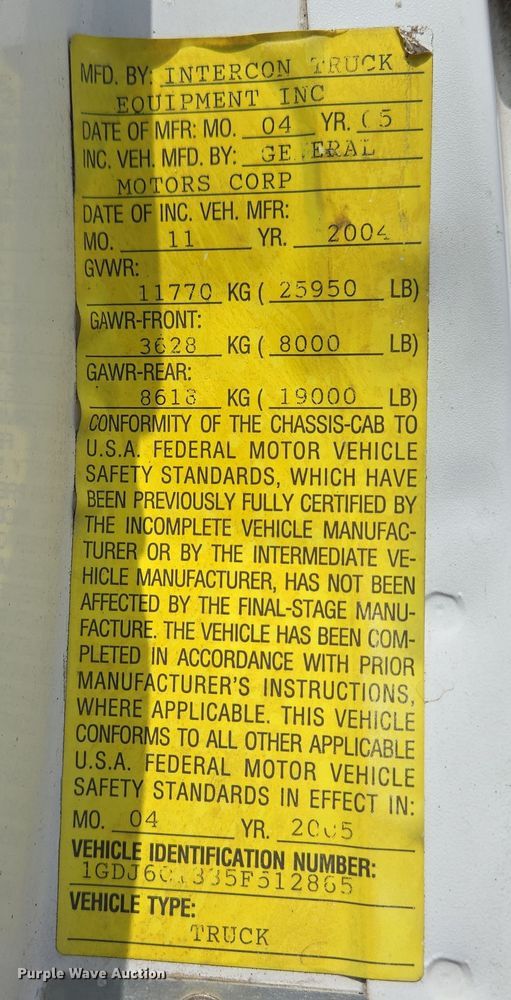 MFD. BY: INTERCON TRUCK
EQUIPMENT INC
DATE OF MFR: MO. 04 YR. 05
INC. VEH. MFD. BY: GENERAL
MOTORS CORP
DATE OF INC. VEH. MFR:
MO. 11 YR. 2004
GVWR:
11770 KG ( 25950 LB)
GAWR-FRONT:
3628 KG ( 8000 LB)
GAWR-REAR:
8618 KG ( 19000 LB)
CONFORMITY OF THE CHASSIS-CAB TO
U.S.A. FEDERAL MOTOR VEHICLE
SAFETY STANDARDS, WHICH HAVE
BEEN PREVIOUSLY FULLY CERTIFIED BY
THE INCOMPLETE VEHICLE MANUFAC-
TURER OR BY THE INTERMEDIATE VE-
HICLE MANUFACTURER, HAS NOT BEEN
AFFECTED BY THE FINAL-STAGE MANU-
FACTURE. THE VEHICLE HAS BEEN COM-
PLETED IN ACCORDANCE WITH PRIOR
MANUFACTURER'S INSTRUCTIONS,
WHERE APPLICABLE. THIS VEHICLE
CONFORMS TO ALL OTHER APPLICABLE
U.S.A. FEDERAL MOTOR VEHICLE
SAFETY STANDARDS IN EFFECT IN:
MO. 04 YR. 2005
VEHICLE IDENTIFICATION NUMBER:
VEHICLE TYPE:
TRUCK
Purple Wave Auction